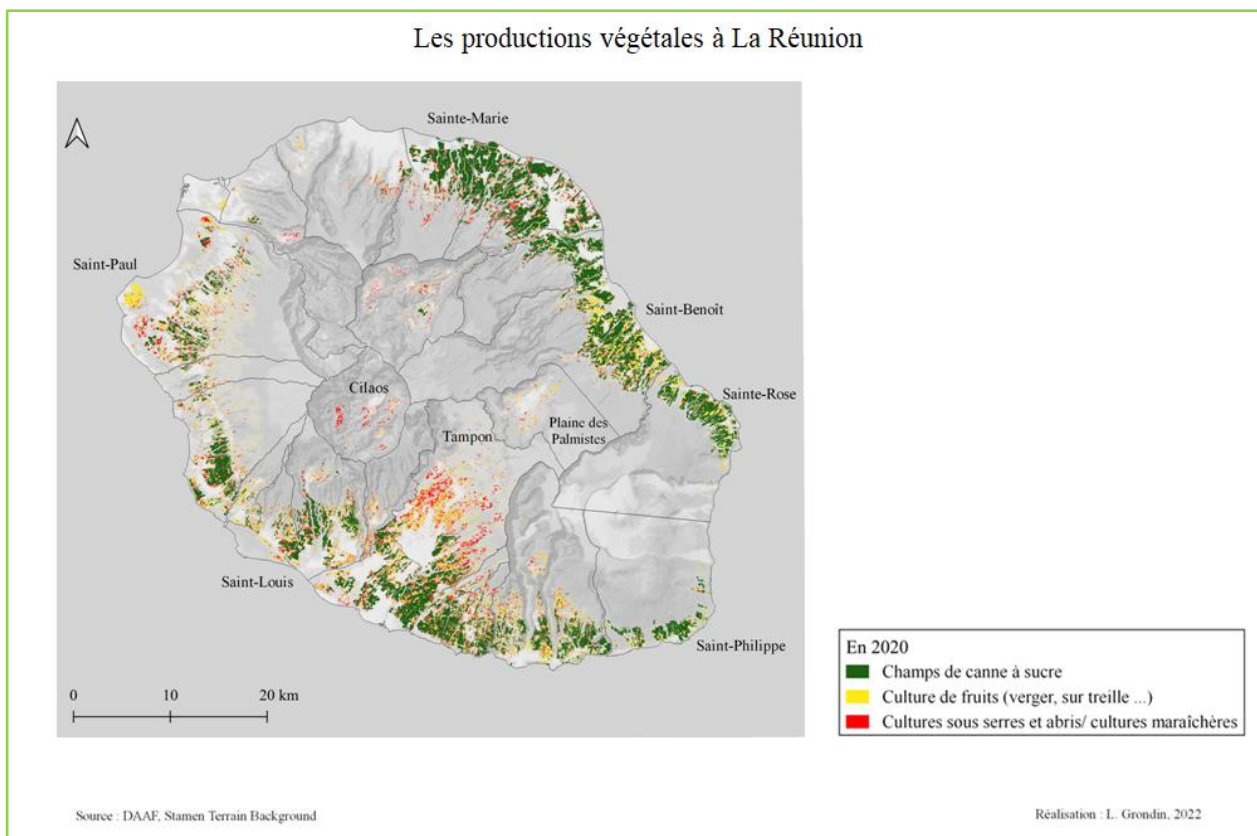 Les productions végétales à La Réunion
Sainte-Marie
Saint-Paul
Saint-Benoît
Sainte-Rose
Cilaos
Tampon
Plaine des
Palmistes
Saint-Louis
Saint-Philippe
0 10 20 km
En 2020
Champs de canne à sucre
Culture de fruits (verger, sur treille ...)
Cultures sous serres et abris/ cultures maraîchères
Source : DAAF, Stamen Terrain Background
Réalisation : L. Grondin, 2022